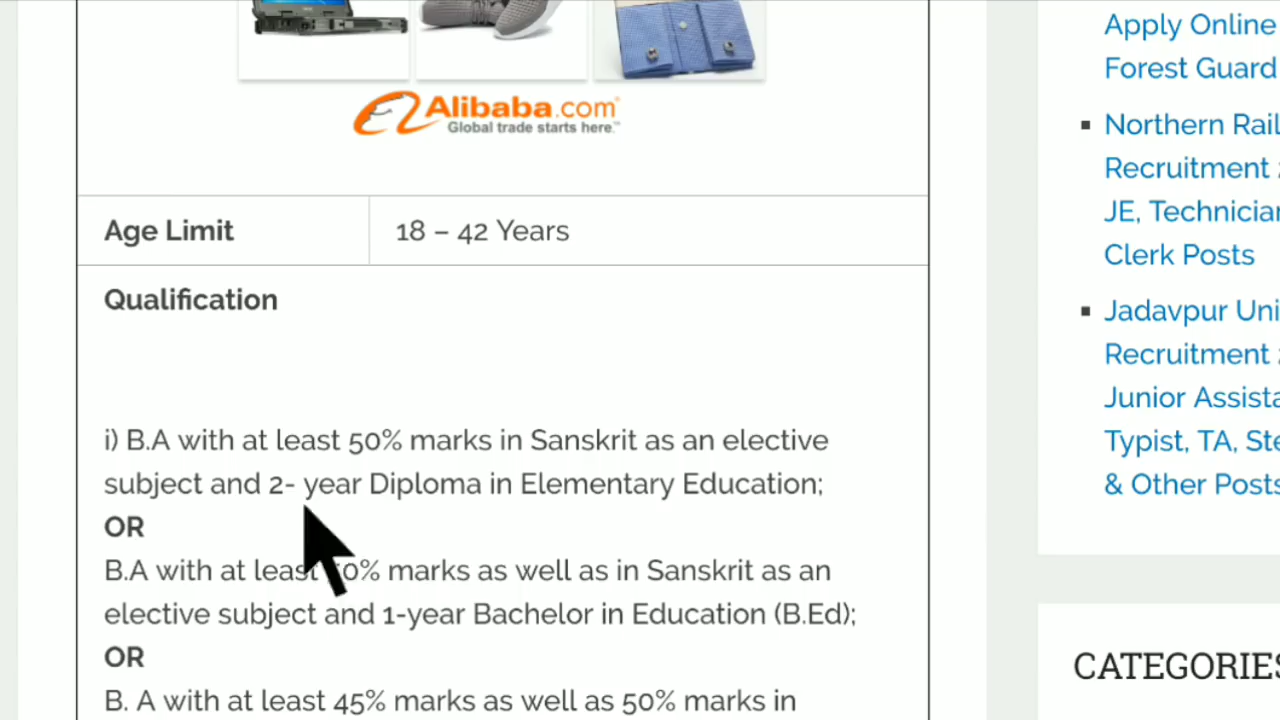 Alibaba.com
Global trade starts here.™
Age Limit
18 – 42 Years
Qualification
i) B.A with at least 50% marks in Sanskrit as an elective
subject and 2- year Diploma in Elementary Education;
OR
B.A with at least 0% marks as well as in Sanskrit as an
elective subject and 1-year Bachelor in Education (B.Ed);
OR
B. A with at least 45% marks as well as 50% marks in
Apply Online
Forest Guard
Northern Rail
Recruitment
JE, Technician
Clerk Posts
Jadavpur Uni
Recruitment
Junior Assista
Typist, TA, Ste
& Other Posts
CATEGORIES